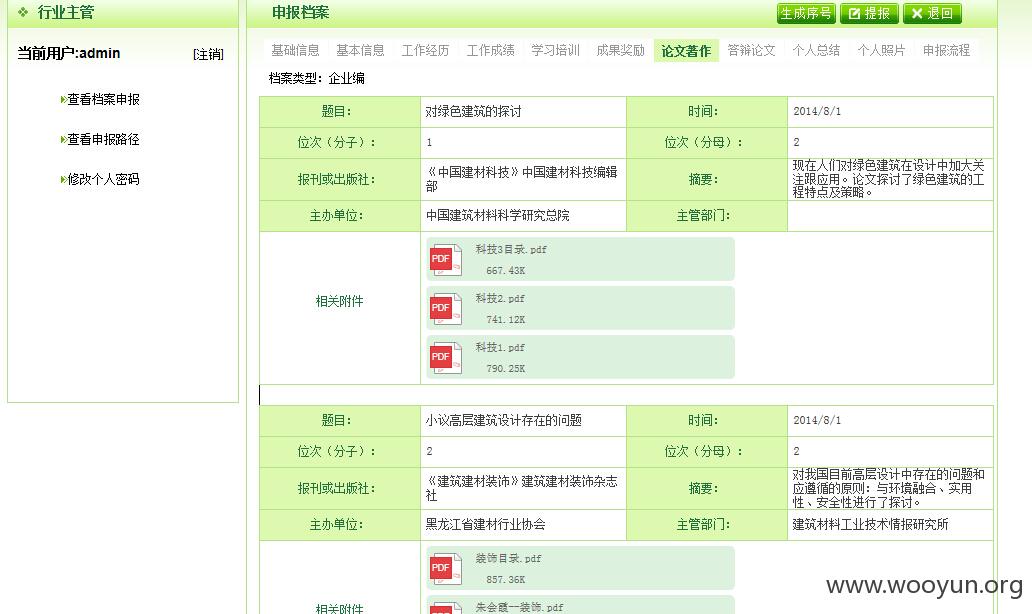 行业主管
当前用户:admin [注销]
查看档案申报
查看申报路径
修改个人密码
申报档案 生成序号 提报 退回
基础信息 基本信息 工作经历 工作成绩 学习培训 成果奖励 论文著作 答辩论文 个人总结 个人照片 申报流程
档案类型：企业编
题目： 对绿色建筑的探讨 时间： 2014/8/1
位次（分子）： 1 位次（分母）： 2
报刊或出版社： 《中国建材科技》中国建材科技编辑
部
摘要： 现在人们对绿色建筑在设计中加大关
注跟应用。论文探讨了绿色建筑的工
程特点及策略。
主办单位： 中国建筑材料科学研究总院 主管部门：
相关附件
科技3目录.pdf
667.43K
科技2.pdf
741.12K
科技1.pdf
790.25K
题目： 小议高层建筑设计存在的问题 时间： 2014/8/1
位次（分子）： 2 位次（分母）： 2
报刊或出版社： 《建筑建材装饰》建筑建材装饰杂志
社
摘要： 对我国目前高层设计中存在的问题和
应遵循的原则：与环境融合、实用
性、安全性进行了探讨。
主办单位： 黑龙江省建材行业协会 主管部门： 建筑材料工业技术情报研究所
相关附件
装饰目录.pdf
857.36K
朱会霞--装饰.pdf
PDF
PDF
PDF
PDF
www.wooyun.org